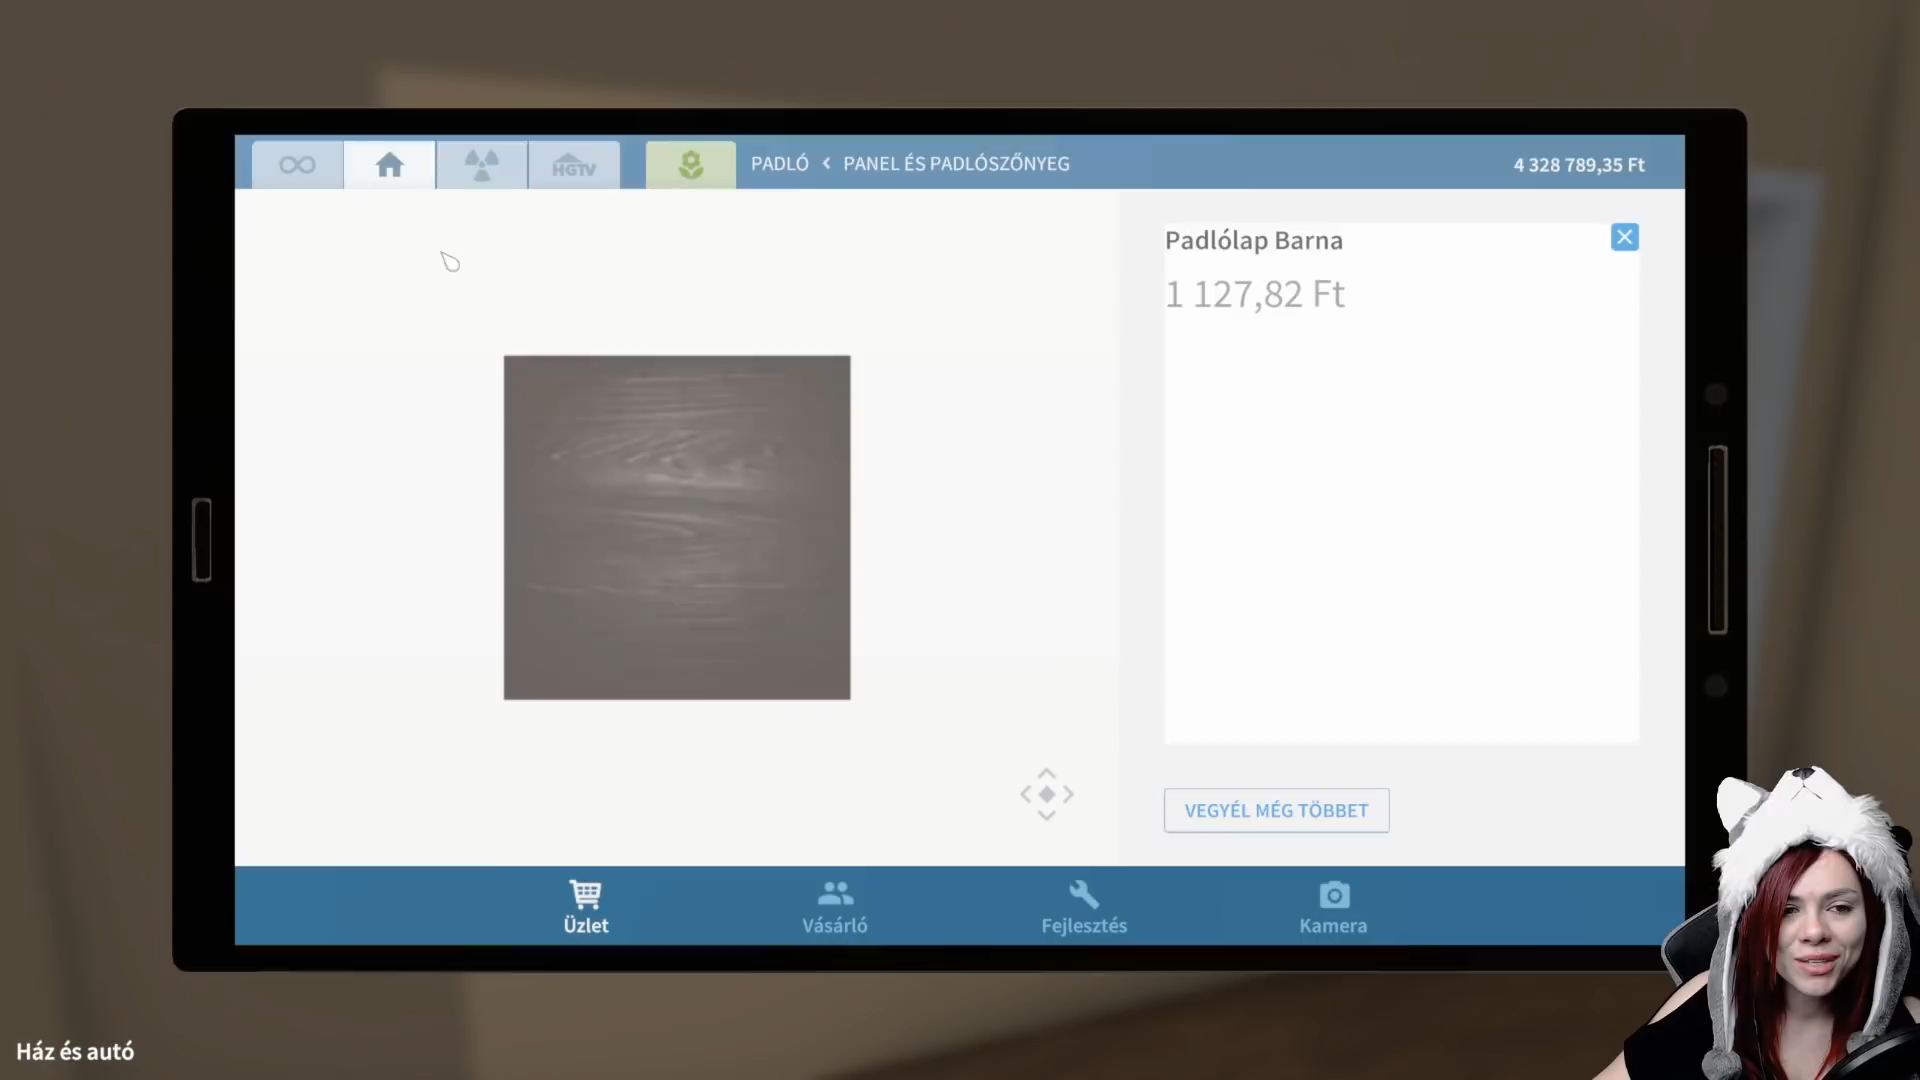 HGTV
PADLÓ < PANEL ÉS PADLÓSZŐNYEG
4 328 789,35 Ft
Padlólap Barna
1 127,82 Ft
VEGYÉL MÉG TÖBBET
Üzlet
Vásárló
Fejlesztés
Kamera
Ház és autó